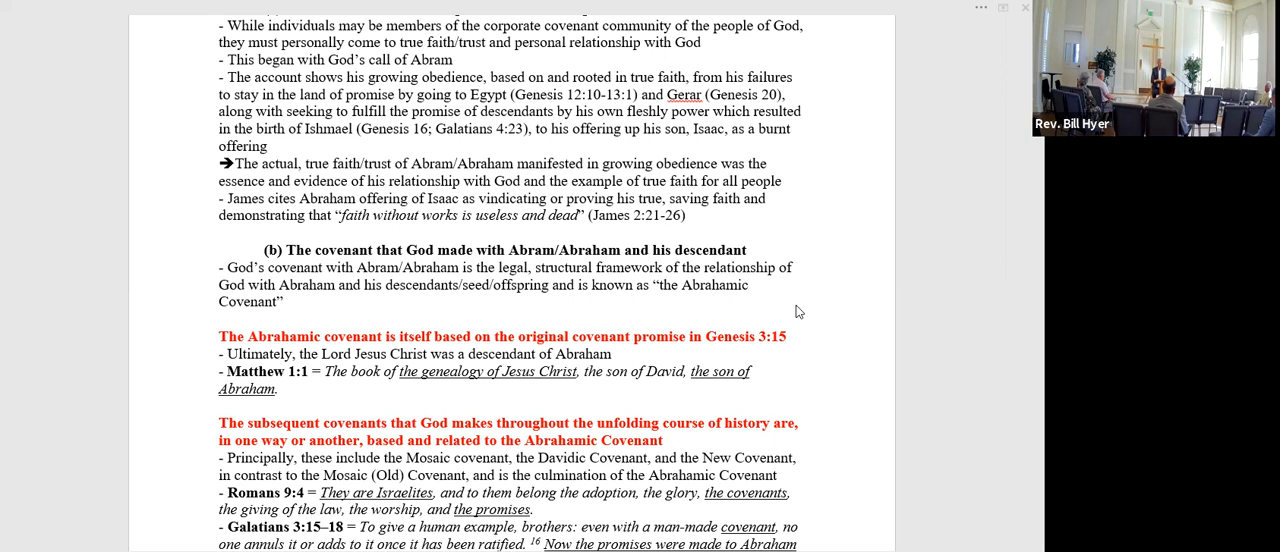 - While individuals may be members of the corporate covenant community of the people of God,
they must personally come to true faith/trust and personal relationship with God
- This began with God's call of Abram
- The account shows his growing obedience, based on and rooted in true faith, from his failures
to stay in the land of promise by going to Egypt (Genesis 12:10-13:1) and Gerar (Genesis 20),
along with seeking to fulfill the promise of descendants by his own fleshly power which resulted
in the birth of Ishmael (Genesis 16; Galatians 4:23), to his offering up his son, Isaac, as a burnt
offering
➔The actual, true faith/trust of Abram/Abraham manifested in growing obedience was the
essence and evidence of his relationship with God and the example of true faith for all people
- James cites Abraham offering of Isaac as vindicating or proving his true, saving faith and
demonstrating that “faith without works is useless and dead” (James 2:21-26)
(b) The covenant that God made with Abram/Abraham and his descendant
- God's covenant with Abram/Abraham is the legal, structural framework of the relationship of
God with Abraham and his descendants/seed/offspring and is known as “the Abrahamic
Covenant”
The Abrahamic covenant is itself based on the original covenant promise in Genesis 3:15
- Ultimately, the Lord Jesus Christ was a descendant of Abraham
- Matthew 1:1 = The book of the genealogy of Jesus Christ, the son of David, the son of
Abraham.
The subsequent covenants that God makes throughout the unfolding course of history are,
in one way or another, based and related to the Abrahamic Covenant
- Principally, these include the Mosaic covenant, the Davidic Covenant, and the New Covenant,
in contrast to the Mosaic (Old) Covenant, and is the culmination of the Abrahamic Covenant
- Romans 9:4 = They are Israelites, and to them belong the adoption, the glory, the covenants,
the giving of the law, the worship, and the promises.
- Galatians 3:15–18 = To give a human example, brothers: even with a man-made covenant, no
one annuls it or adds to it once it has been ratified. 16 Now the promises were made to Abraham
Rev. Bill Hyer